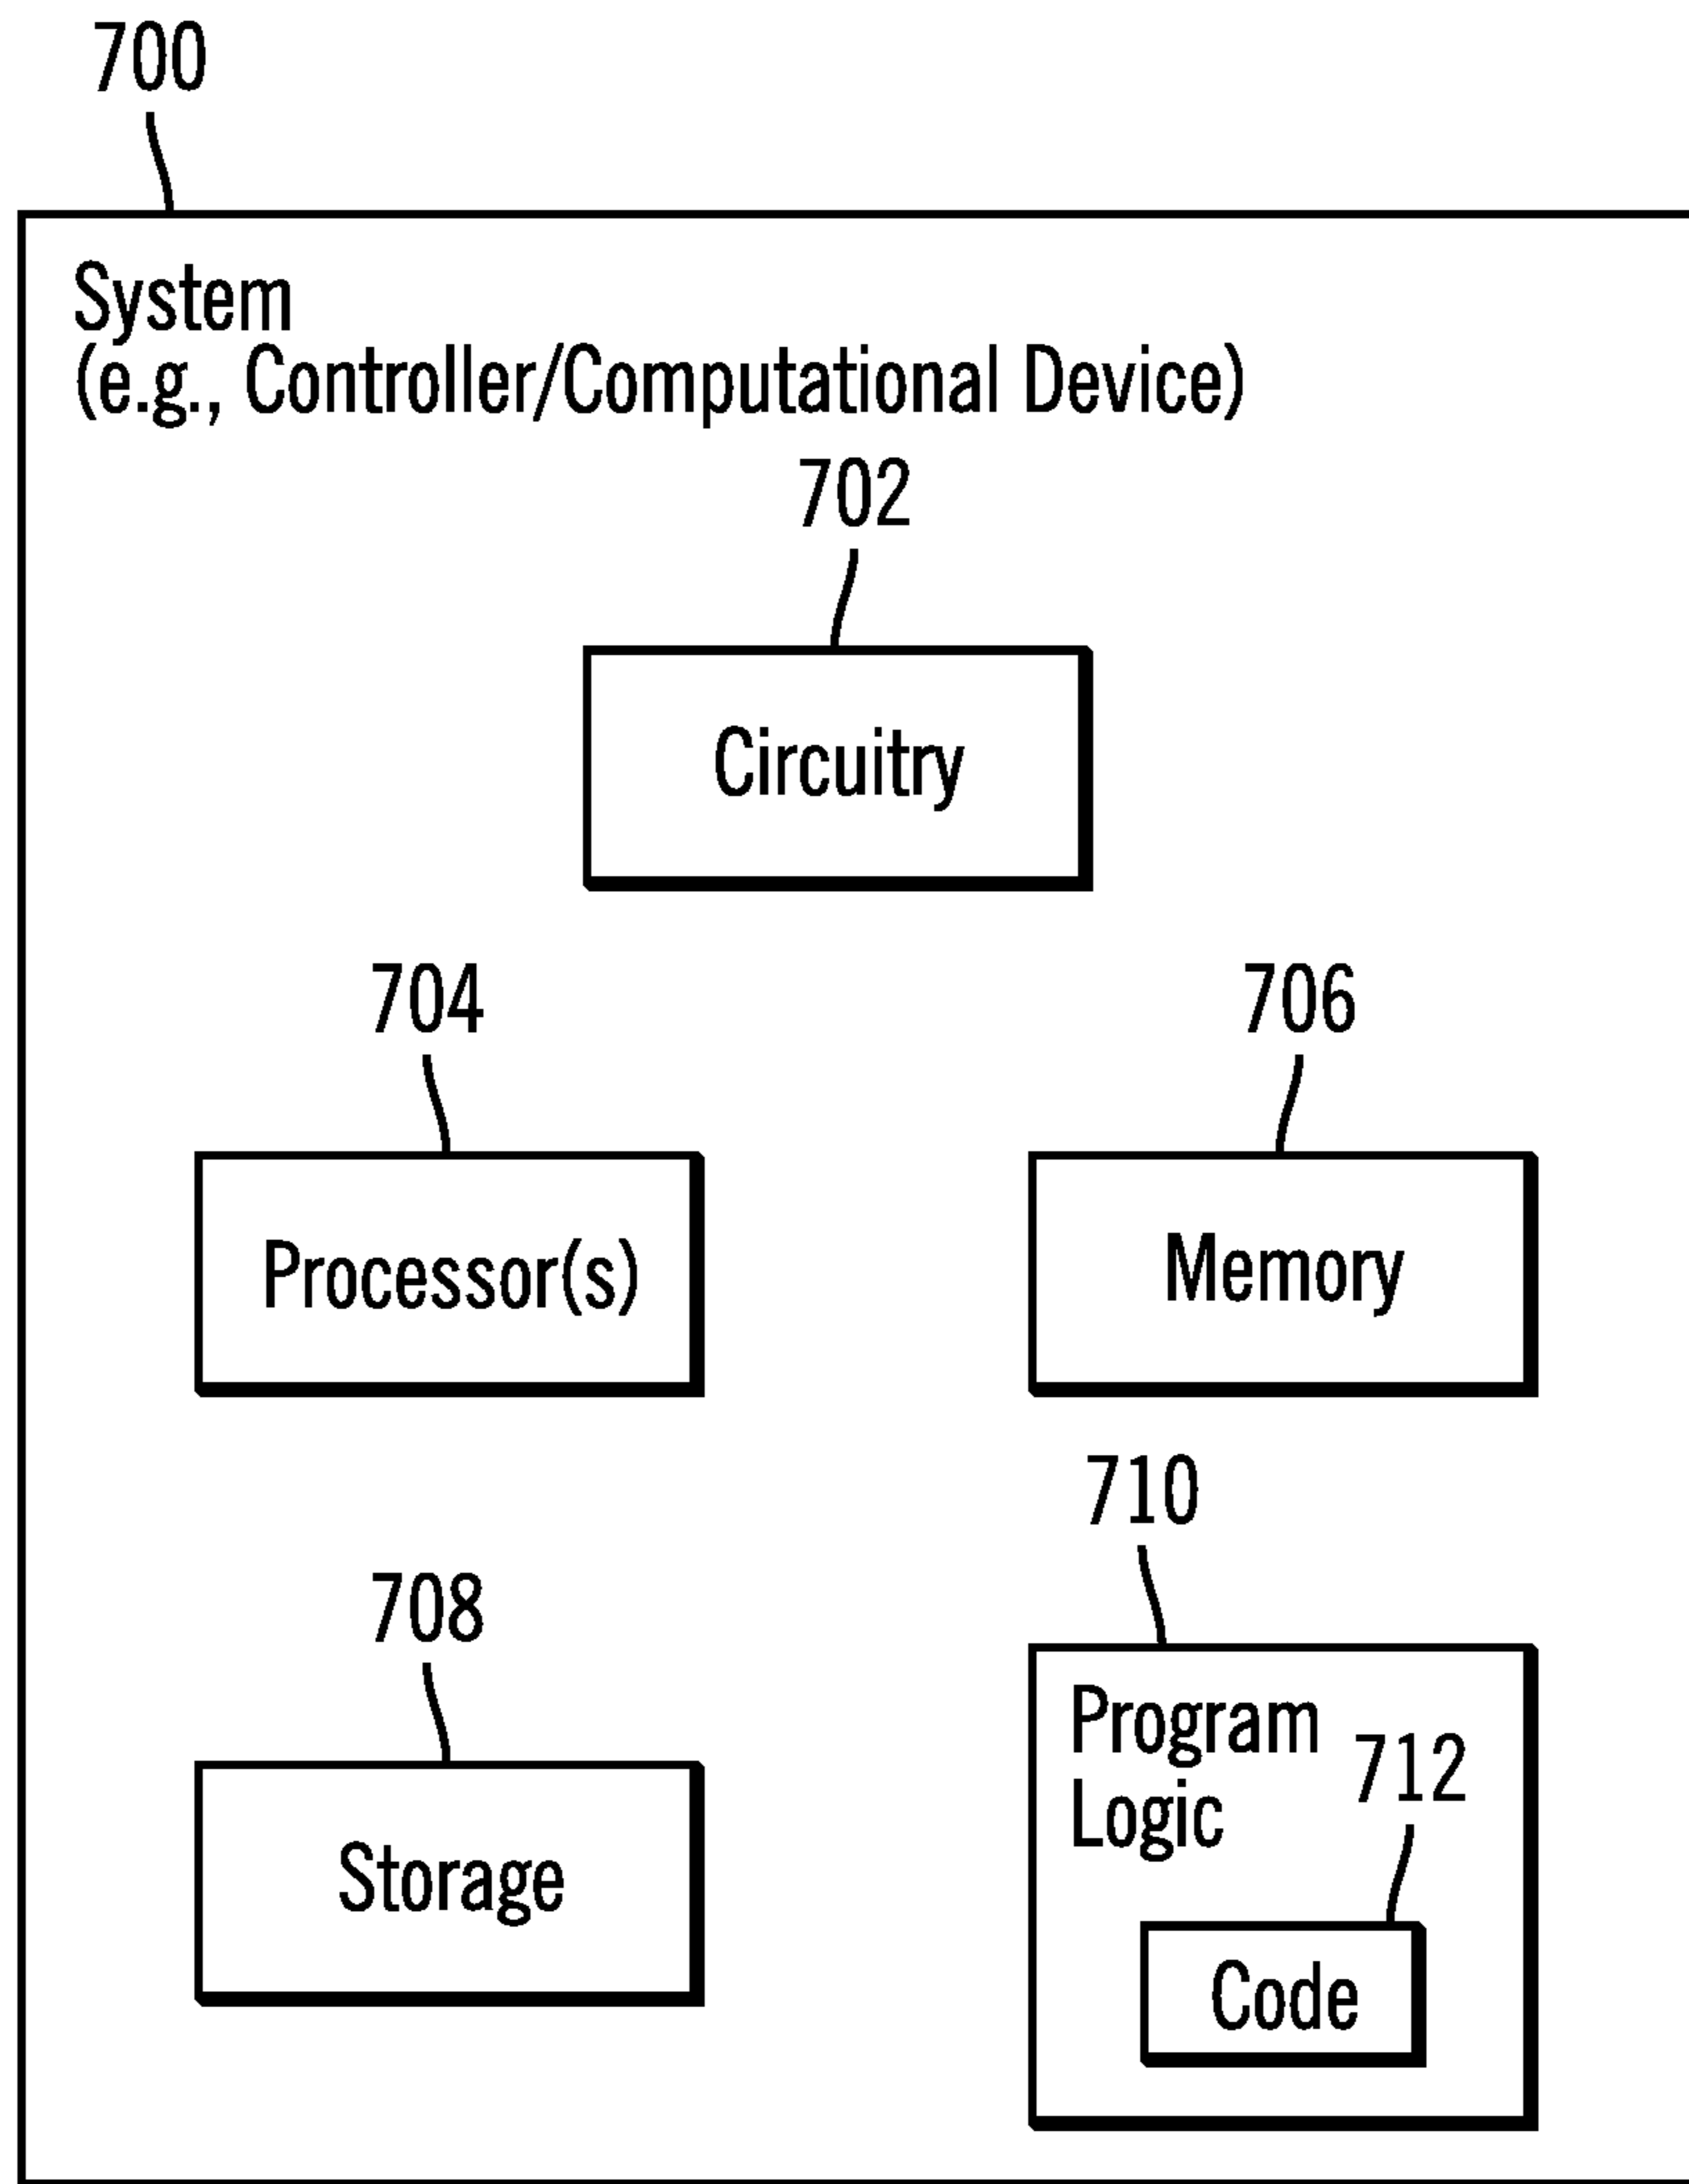 700
System
(e.g., Controller/Computational Device)
702
Circuitry
704
706
Processor(s)
Memory
710
708
Program
Logic
712
Storage
Code